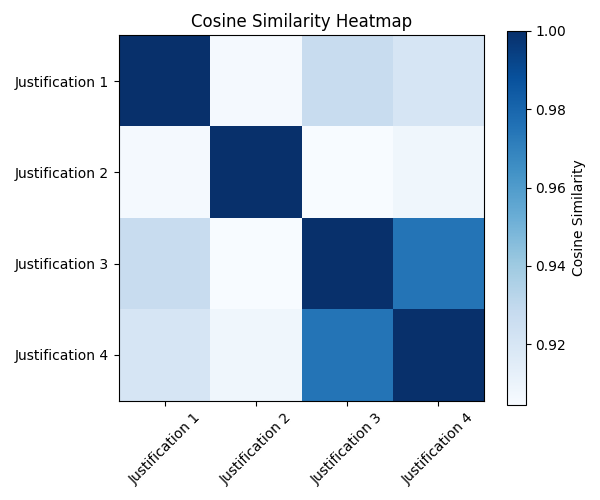 Cosine Similarity Heatmap
Justification 1
Justification 2
Justification 3
Justification 4
Justification 1
Justification 2
Justification 3
Justification 4
1.00
0.98
0.96
0.94
0.92
Cosine Similarity